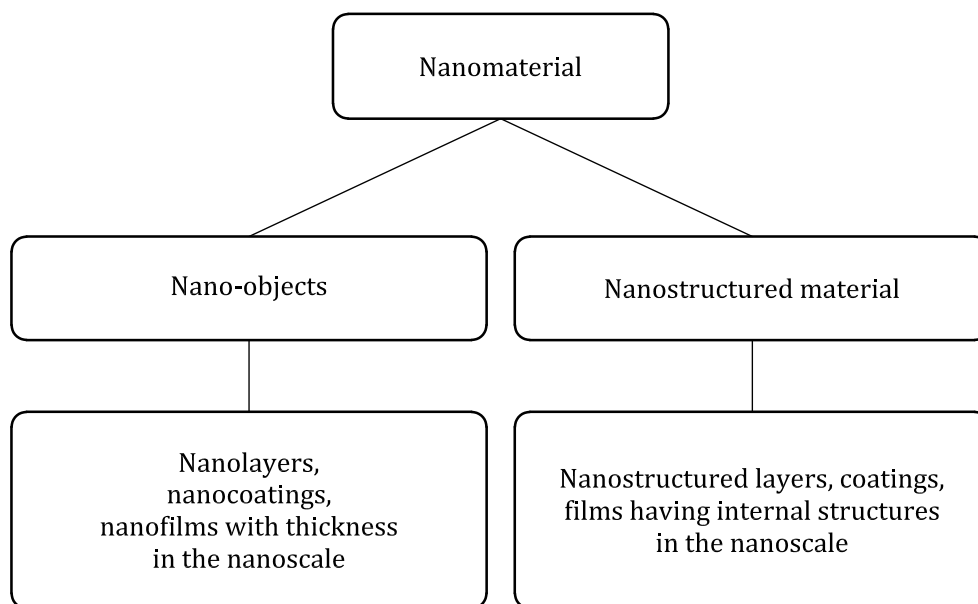 Nanomaterial
Nano-objects
Nanostructured material
Nanolayers,
nanocoatings,
nanofilms with thickness
in the nanoscale
Nanostructured layers, coatings,
films having internal structures
in the nanoscale